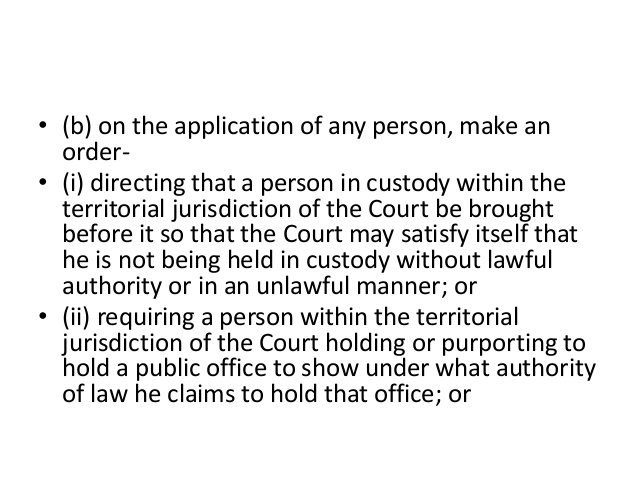 • (b) on the application of any person, make an
order-
• (i) directing that a person in custody within the
territorial jurisdiction of the Court be brought
before it so that the Court may satisfy itself that
he is not being held in custody without lawful
authority or in an unlawful manner; or
• (ii) requiring a person within the territorial
jurisdiction of the Court holding or purporting to
hold a public office to show under what authority
of law he claims to hold that office; or